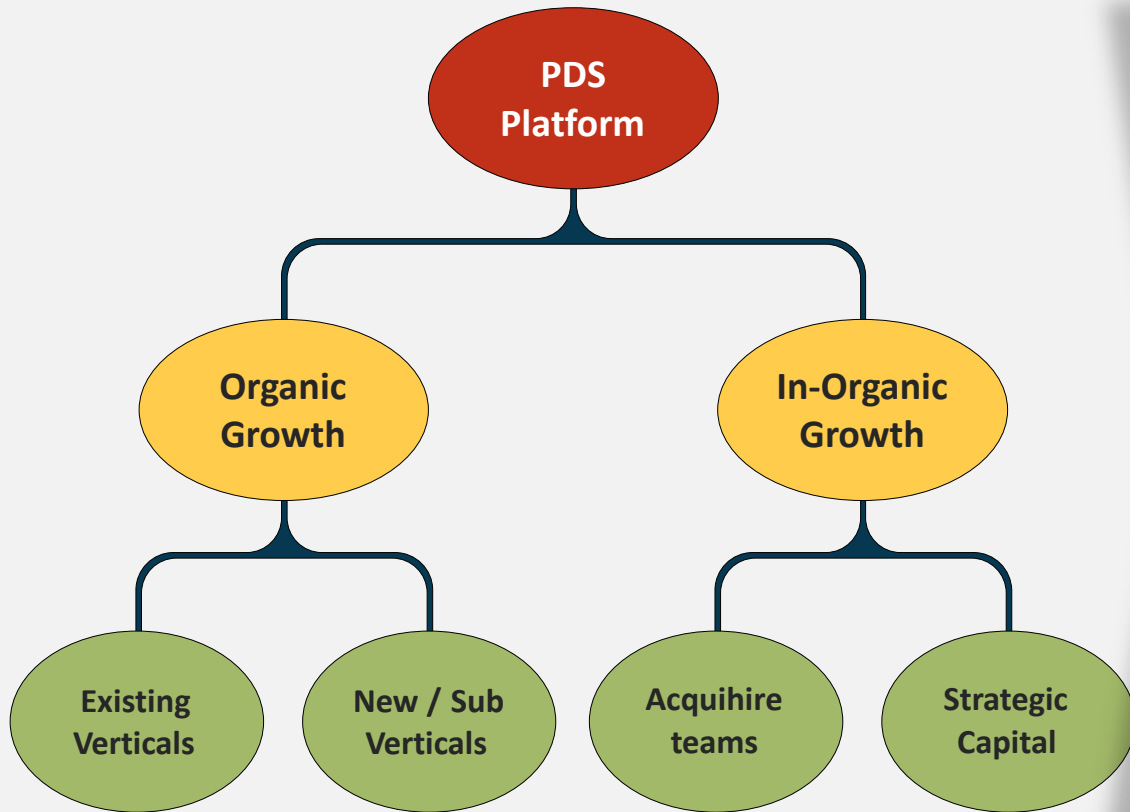 PDS
Platform
Organic
Growth
In-Organic
Growth
Existing
Verticals
New / Sub
Verticals
Acquihire
teams
Strategic
Capital